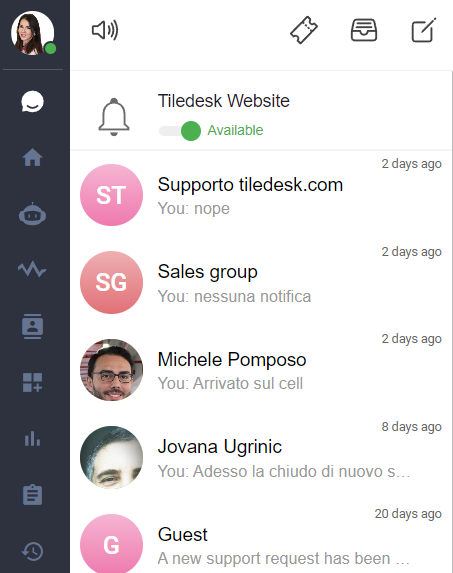 Tiledesk Website
Available
2 days ago
ST
Supporto tiledesk.com
You: nope
2 days ago
SG
Sales group
You: nessuna notifica
2 days ago
Michele Pomposo
You: Arrivato sul cell
8 days ago
Jovana Ugrinic
You: Adesso la chiudo di nuovo s…
20 days ago
G
Guest
A new support request has been …